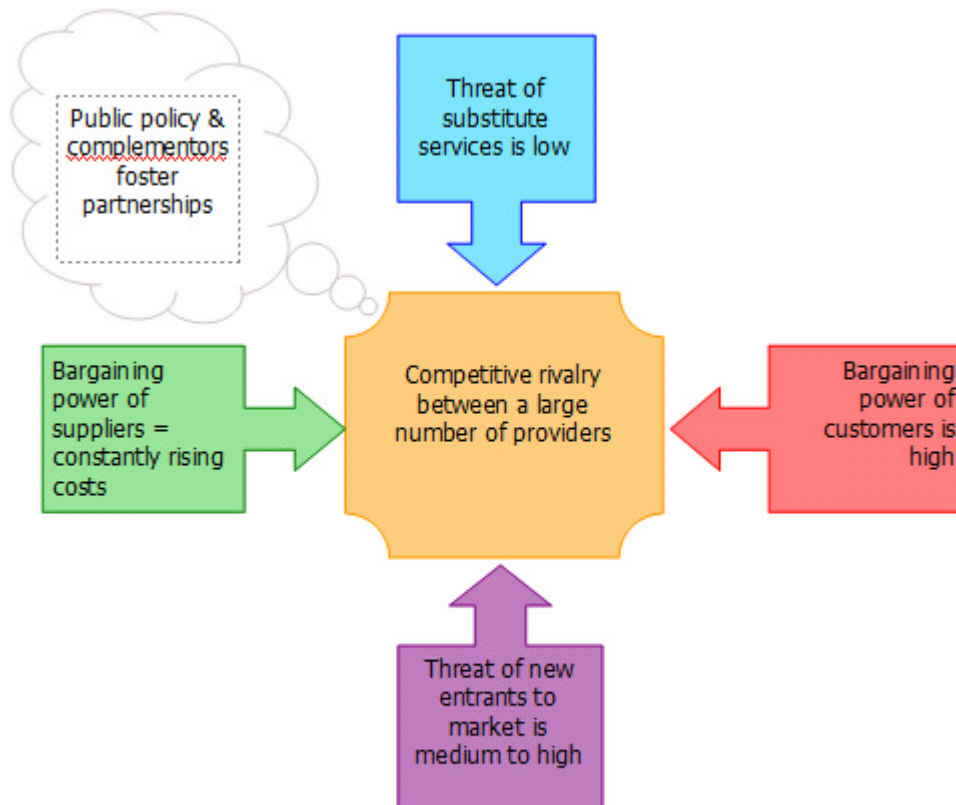 Public policy &
complementors
foster
partnerships
Threat of
substitute
services is low
Bargaining
power of
suppliers =
constantly rising
costs
Competitive rivalry
between a large
number of providers
Bargaining
power of
customers is
high
Threat of new
entrants to
market is
medium to high